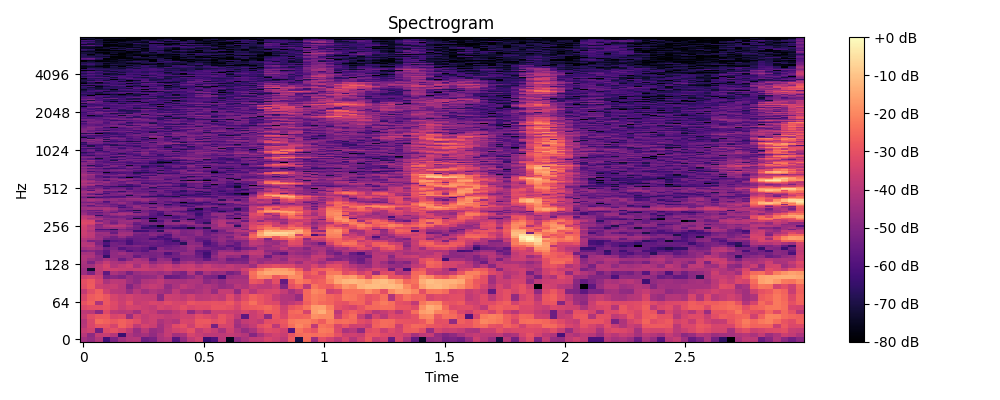 Spectrogram
Hz
4096
2048
1024
512
256
128
64
0
0
0.5
1
1.5
2
2.5
Time
+0 dB
-10 dB
-20 dB
-30 dB
-40 dB
-50 dB
-60 dB
-70 dB
-80 dB